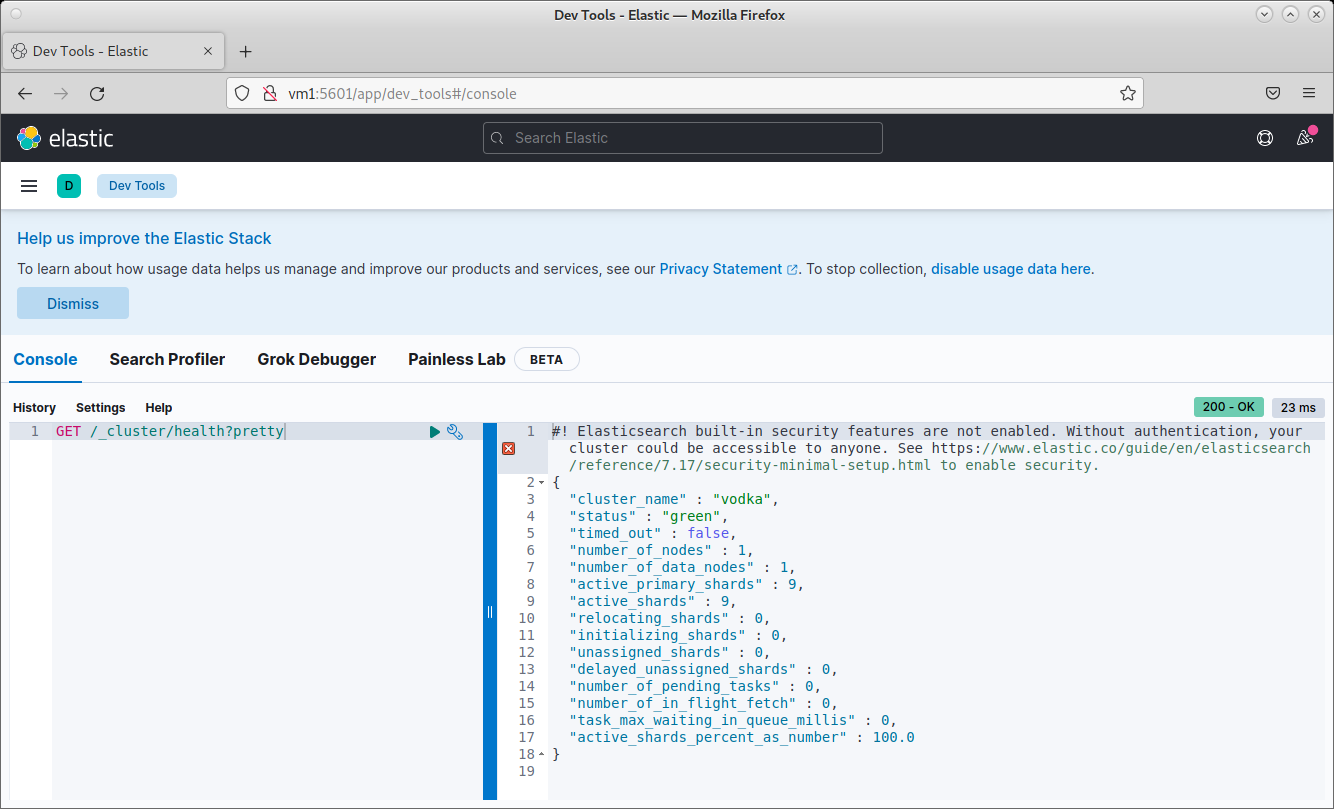 Dev Tools - Elastic — Mozilla Firefox
Dev Tools - Elastic
vm1:5601/app/dev_tools#/console
elastic
Search Elastic
D
Dev Tools
Help us improve the Elastic Stack
To learn about how usage data helps us manage and improve our products and services, see our Privacy Statement. To stop collection, disable usage data here.
Dismiss
Console
Search Profiler
Grok Debugger
Painless Lab
BETA
History
Settings
Help
200 - OK
23 ms
1 GET /_cluster/health?pretty
1 #! Elasticsearch built-in security features are not enabled. Without authentication, your
cluster could be accessible to anyone. See https://www.elastic.co/guide/en/elasticsearch
/reference/7.17/security-minimal-setup.html to enable security.
2 {
3 "cluster_name" : "vodka",
4 "status" : "green",
5 "timed_out" : false,
6 "number_of_nodes" : 1,
7 "number_of_data_nodes" : 1,
8 "active_primary_shards" : 9,
9 "active_shards" : 9,
10 "relocating_shards" : 0,
11 "initializing_shards" : 0,
12 "unassigned_shards" : 0,
13 "delayed_unassigned_shards" : 0,
14 "number_of_pending_tasks" : 0,
15 "number_of_in_flight_fetch" : 0,
16 "task_max_waiting_in_queue_millis" : 0,
17 "active_shards_percent_as_number" : 100.0
18 }
19